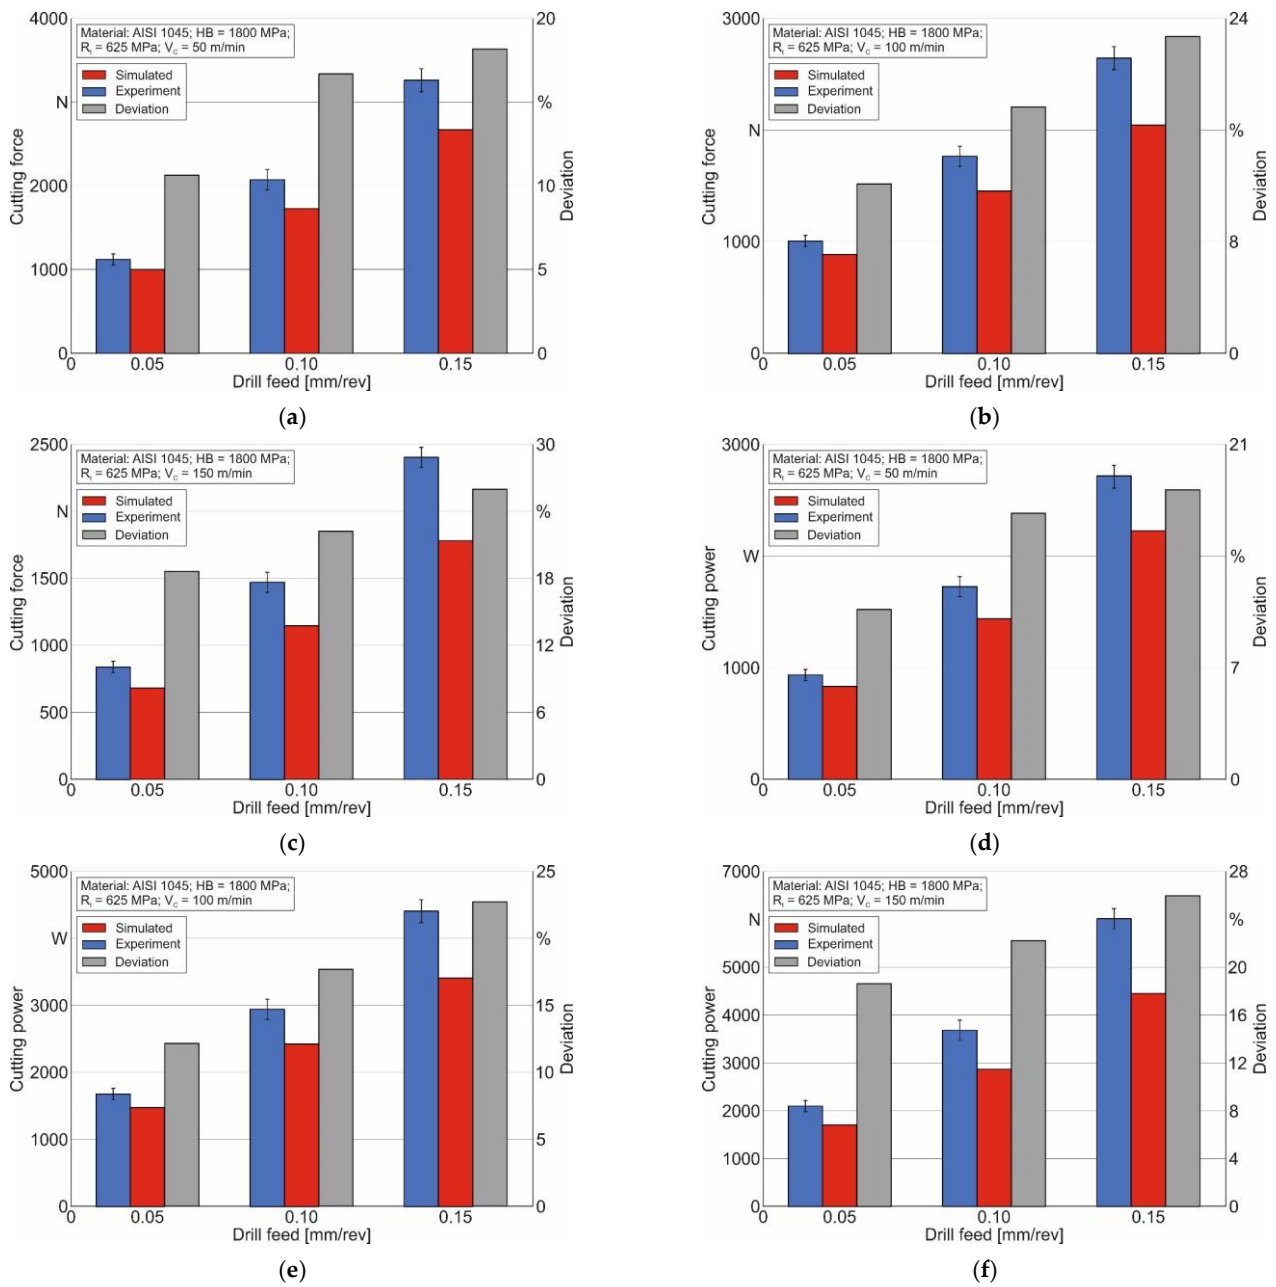 4000
20
Material: AISI 1045; HB = 1800 MPa;
Rt = 625 MPa; Vc = 50 m/min
Simulated
Experiment
Deviation
N
%
Cutting force
Deviation
2000
10
1000
5
0
0
0
0.05
0.10
0.15
Drill feed [mm/rev]
(a)
3000
24
Material: AISI 1045; HB = 1800 MPa;
Rt = 625 MPa; Vc = 100 m/min
Simulated
Experiment
Deviation
N
%
Cutting force
Deviation
1000
8
0
0
0
0.05
0.10
0.15
Drill feed [mm/rev]
(b)
2500
30
Material: AISI 1045; HB = 1800 MPa;
Rt = 625 MPa; Vc = 150 m/min
Simulated
Experiment
Deviation
N
%
Cutting force
Deviation
1500
18
1000
12
500
6
0
0
0
0.05
0.10
0.15
Drill feed [mm/rev]
(c)
3000
21
Material: AISI 1045; HB = 1800 MPa;
Rt = 625 MPa; Vc = 50 m/min
Simulated
Experiment
Deviation
W
%
Cutting power
Deviation
1000
7
0
0
0
0.05
0.10
0.15
Drill feed [mm/rev]
(d)
5000
25
Material: AISI 1045; HB = 1800 MPa;
Rt = 625 MPa; Vc = 100 m/min
Simulated
Experiment
Deviation
W
%
Cutting power
Deviation
3000
15
2000
10
1000
5
0
0
0
0.05
0.10
0.15
Drill feed [mm/rev]
(e)
7000
28
Material: AISI 1045; HB = 1800 MPa;
Rt = 625 MPa; Vc = 150 m/min
Simulated
Experiment
Deviation
N
%
Cutting power
Deviation
5000
20
4000
16
3000
12
2000
8
1000
4
0
0
0
0.05
0.10
0.15
Drill feed [mm/rev]
(f)